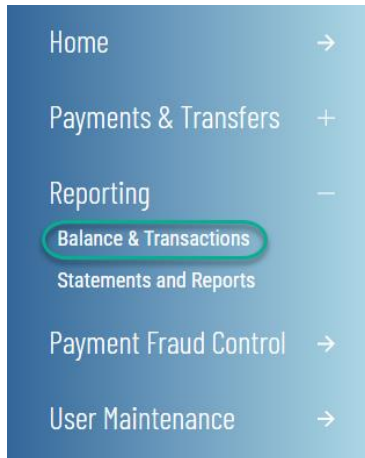 Home
Payments & Transfers
Reporting
Balance & Transactions
Statements and Reports
Payment Fraud Control
User Maintenance